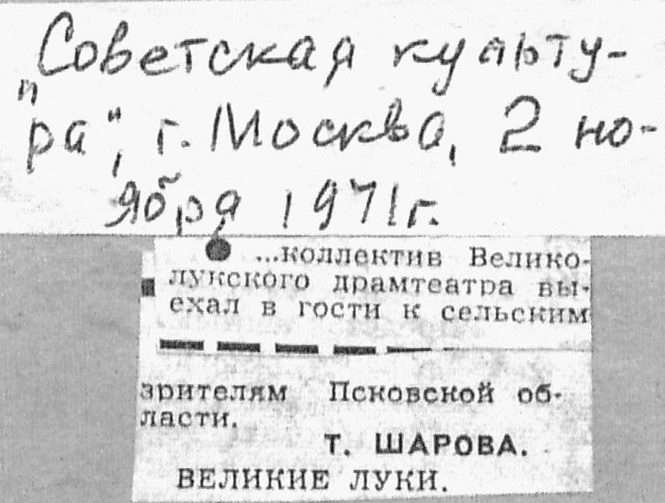 „Советская культу-
ра", г. Москва, 2 но-
ября 1971г.
...коллектив Велико-
лукского драмтеатра вы-
ехал в гости к сельским
зрителям Псковской об-
ласти.
Т. ШАРОВА.
ВЕЛИКИЕ ЛУКИ.